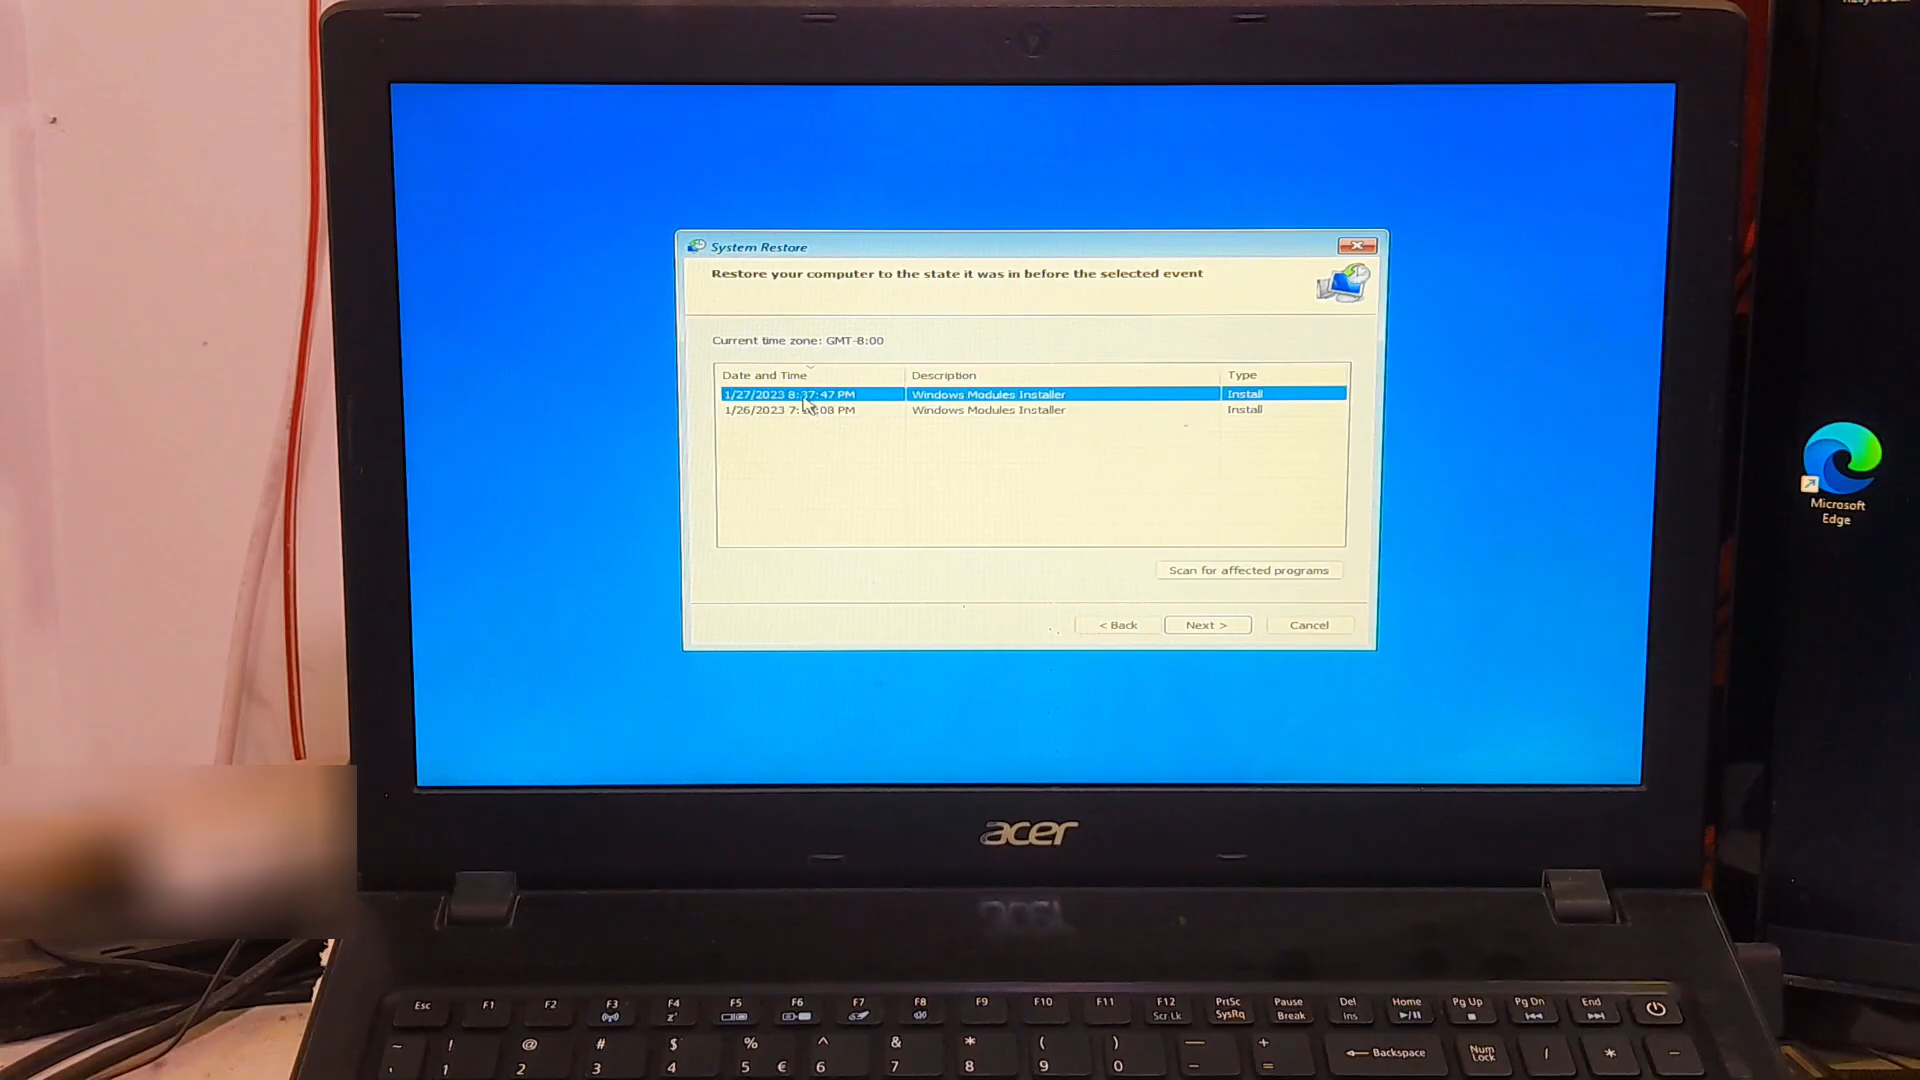 System Restore
Restore your computer to the state it was in before the selected event
Current time zone: GMT-8:00
Date and Time Description Type
1/27/2023 8:37:47 PM Windows Modules Installer Install
1/26/2023 7: :08 PM Windows Modules Installer Install
Scan for affected programs
< Back Next > Cancel
Microsoft
Edge
acer
Esc F1 F2 F3 F4 F5 F6 F7 F8 F9 F10 F11 F12 PrtSc Pause Del Home Pg Up Pg Dn End
zz Scr Lk SysRq Break Ins
~ ! @ # $ % ^ & * ( ) — + Backspace Num Lock / * –
` 1 2 3 4 5 € 6 7 8 9 0 – =